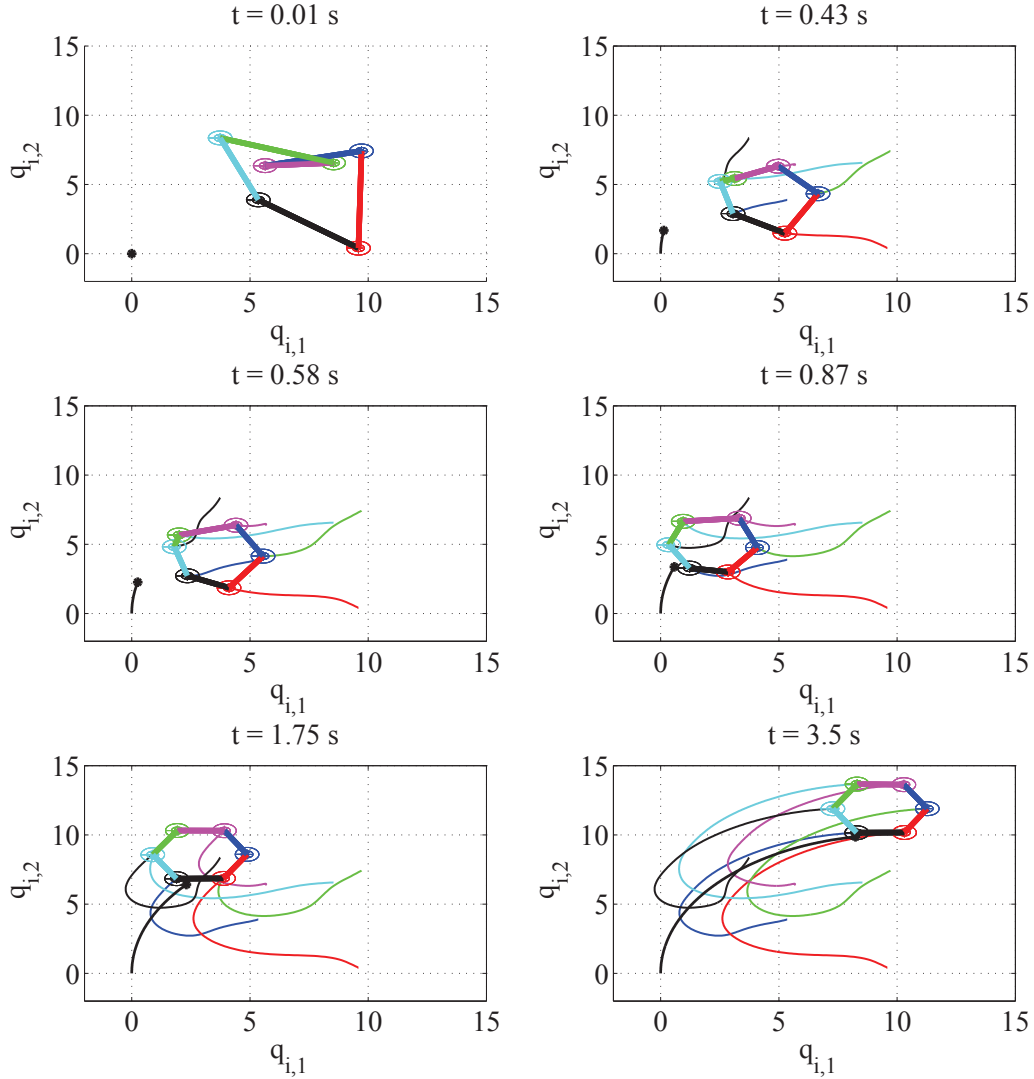 t = 0.01 s
15
10
5
0
q_{i,2}
0 5 10 15
q_{i,1}
t = 0.43 s
15
10
5
0
q_{i,2}
0 5 10 15
q_{i,1}
t = 0.58 s
15
10
5
0
q_{i,2}
0 5 10 15
q_{i,1}
t = 0.87 s
15
10
5
0
q_{i,2}
0 5 10 15
q_{i,1}
t = 1.75 s
15
10
5
0
q_{i,2}
0 5 10 15
q_{i,1}
t = 3.5 s
15
10
5
0
q_{i,2}
0 5 10 15
q_{i,1}